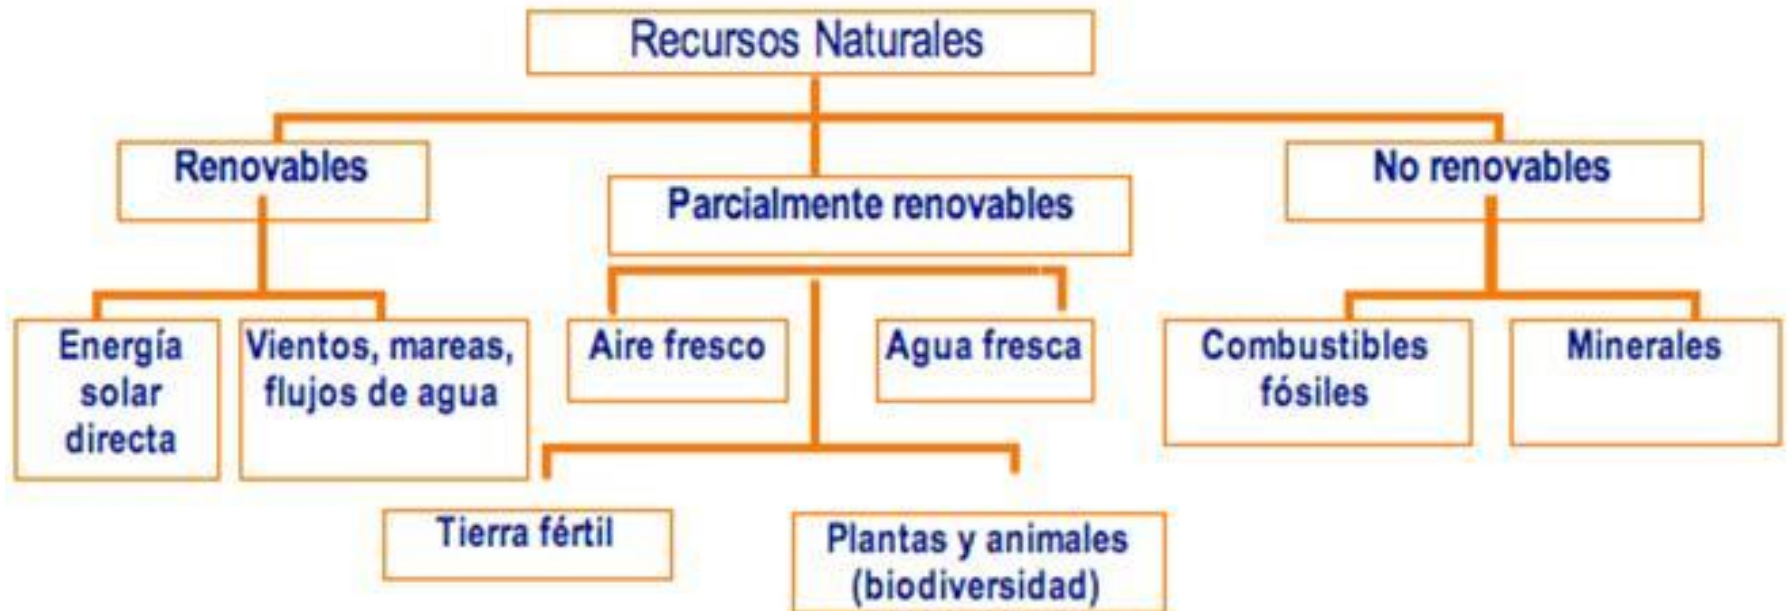 Recursos Naturales
Renovables
Parcialmente renovables
No renovables
Energía
solar
directa
Vientos, mareas,
flujos de agua
Aire fresco
Agua fresca
Combustibles
fósiles
Minerales
Tierra fértil
Plantas y animales
(biodiversidad)